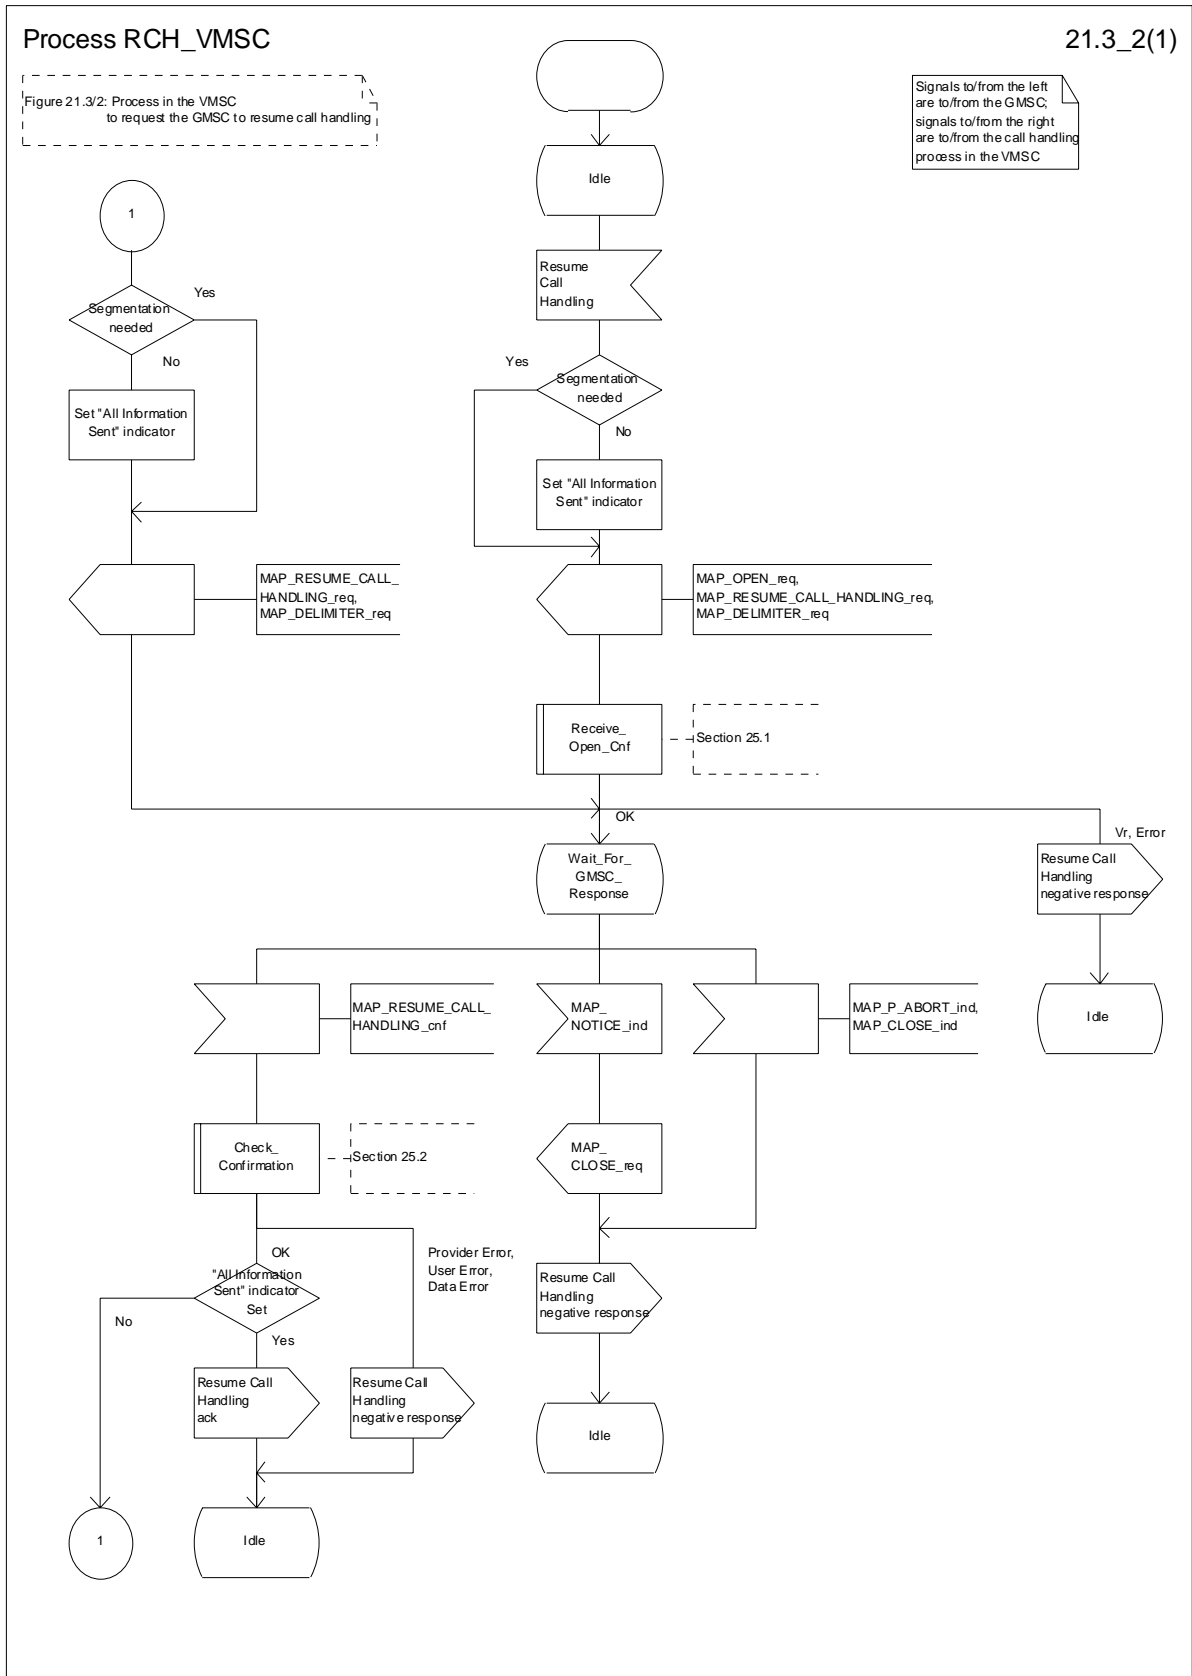 Process RCH_VMSC
21.3_2(1)
Figure 21.3/2: Process in the VMSC
to request the GMSC to resume call handling
Signals to/from the left
are to/from the GMSC;
signals to/from the right
are to/from the call handling
process in the VMSC
Idle
1
Resume
Call
Handling
Segmentation
needed
Yes
No
Set "All Information
Sent" indicator
Yes
Segmentation
needed
No
Set "All Information
Sent" indicator
MAP_RESUME_CALL_
HANDLING_req,
MAP_DELIMITER_req
MAP_OPEN_req,
MAP_RESUME_CALL_HANDLING_req,
MAP_DELIMITER_req
Receive_
Open_Cnf
Section 25.1
OK
Vr, Error
Wait_For_
GMSC_
Response
Resume Call
Handling
negative response
Idle
MAP_RESUME_CALL_
HANDLING_cnf
MAP_
NOTICE_ind
MAP_P_ABORT_ind,
MAP_CLOSE_ind
Check_
Confirmation
Section 25.2
MAP_
CLOSE_req
OK
Provider Error,
User Error,
Data Error
"All Information
Sent" indicator
Set
No
Yes
Resume Call
Handling
negative response
Resume Call
Handling
ack
Resume Call
Handling
negative response
Idle
1
Idle